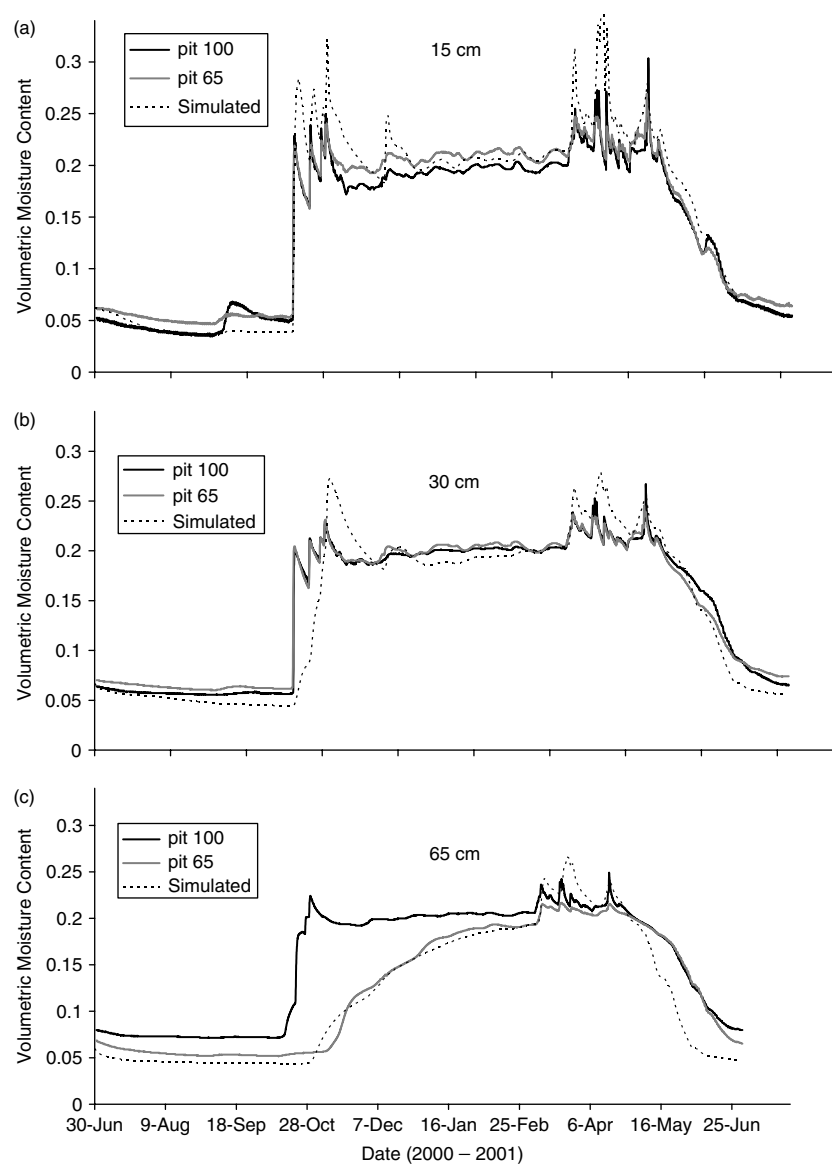 (a)
pit 100
pit 65
Simulated
15 cm
Volumetric Moisture Content
0.3
0.25
0.2
0.15
0.1
0.05
0
(b)
pit 100
pit 65
Simulated
30 cm
Volumetric Moisture Content
0.3
0.25
0.2
0.15
0.1
0.05
0
(c)
pit 100
pit 65
Simulated
65 cm
Volumetric Moisture Content
0.3
0.25
0.2
0.15
0.1
0.05
0
30-Jun 9-Aug 18-Sep 28-Oct 7-Dec 16-Jan 25-Feb 6-Apr 16-May 25-Jun
Date (2000 – 2001)